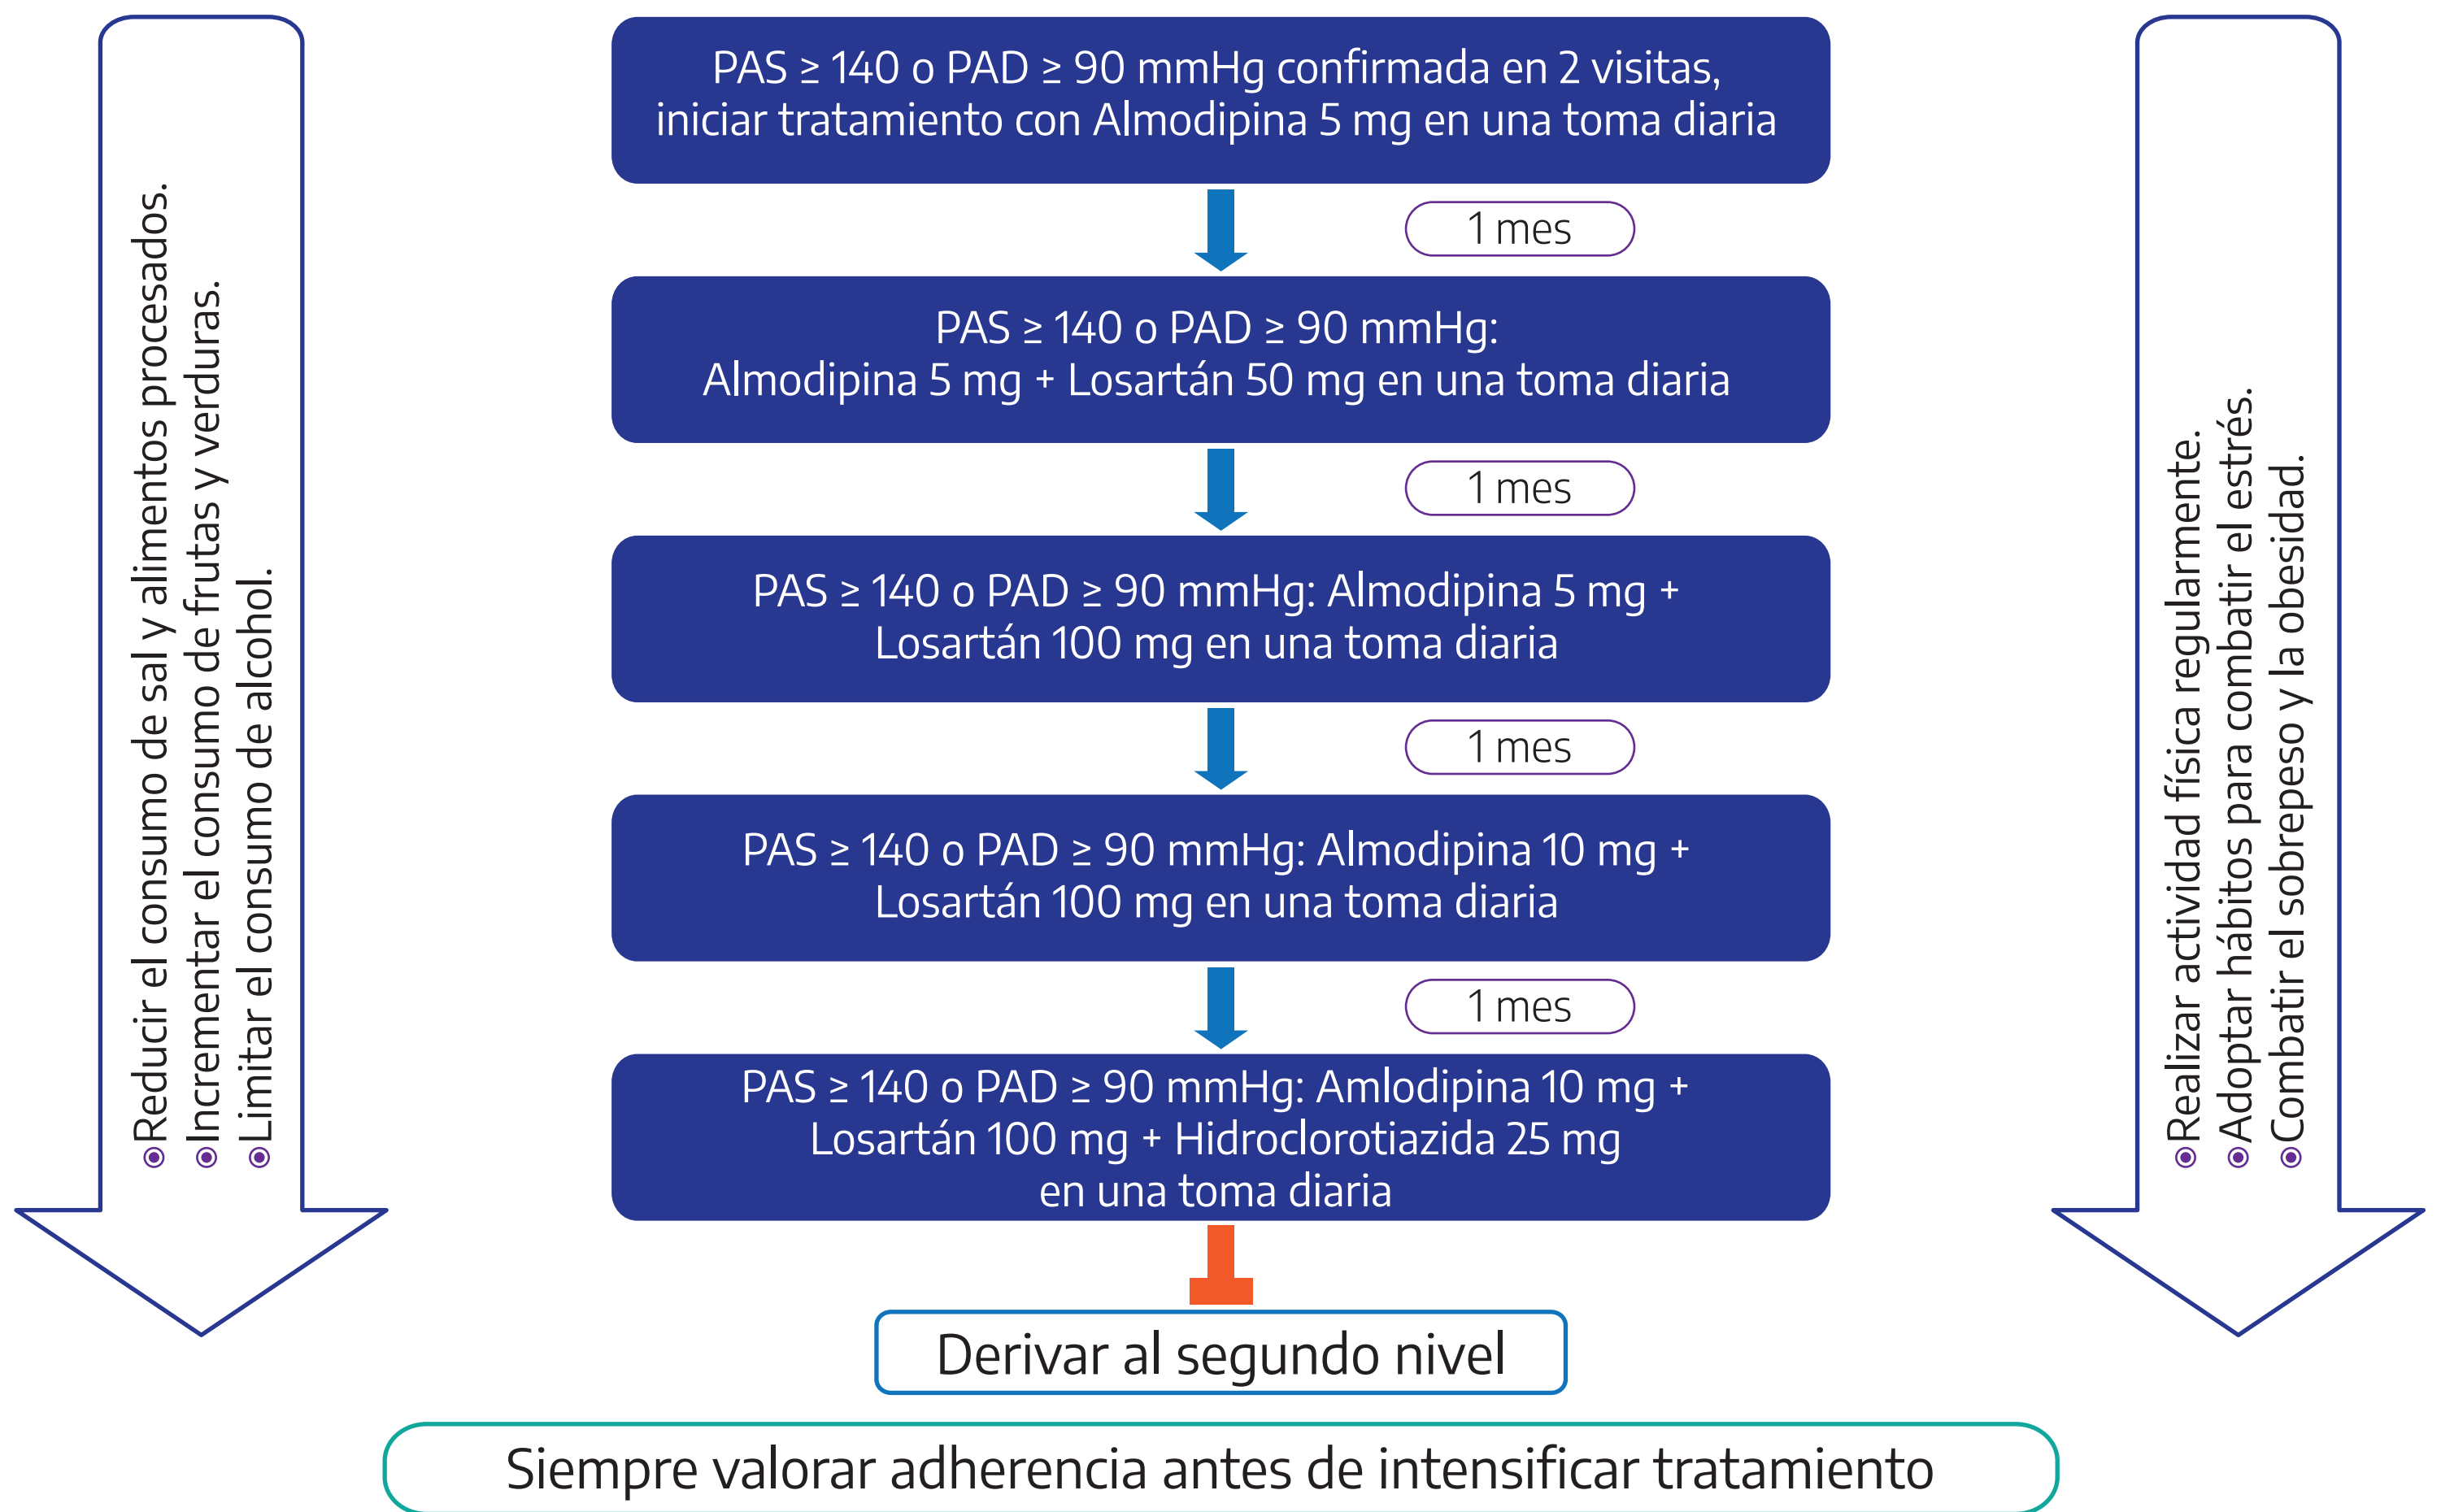 PAS ≥ 140 o PAD ≥ 90 mmHg confirmada en 2 visitas,
iniciar tratamiento con Almodipina 5 mg en una toma diaria
1 mes
PAS ≥ 140 o PAD ≥ 90 mmHg:
Almodipina 5 mg + Losartán 50 mg en una toma diaria
1 mes
PAS ≥ 140 o PAD ≥ 90 mmHg: Almodipina 5 mg +
Losartán 100 mg en una toma diaria
1 mes
PAS ≥ 140 o PAD ≥ 90 mmHg: Almodipina 10 mg +
Losartán 100 mg en una toma diaria
1 mes
PAS ≥ 140 o PAD ≥ 90 mmHg: Amlodipina 10 mg +
Losartán 100 mg + Hidroclorotiazida 25 mg
en una toma diaria
Derivar al segundo nivel
Siempre valorar adherencia antes de intensificar tratamiento
Reducir el consumo de sal y alimentos procesados.
Incrementar el consumo de frutas y verduras.
Limitar el consumo de alcohol.
Realizar actividad física regularmente.
Adoptar hábitos para combatir el estrés.
Combatir el sobrepeso y la obesidad.